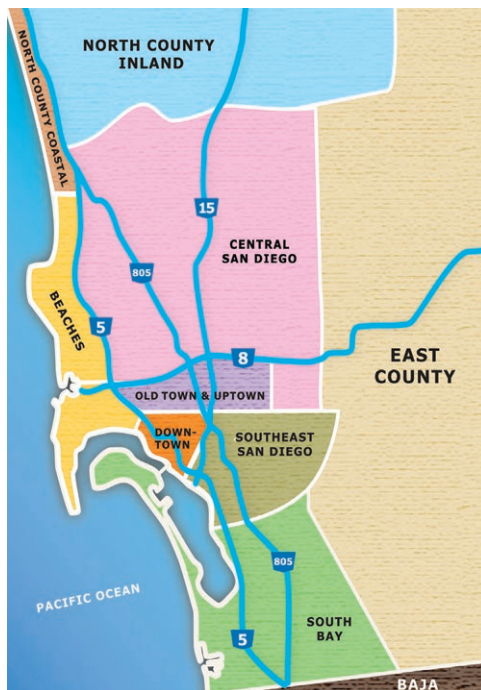 NORTH COUNTY
INLAND
NORTH COUNTY COASTAL
15
CENTRAL
SAN DIEGO
805
BEACHES
5
8
EAST
COUNTY
OLD TOWN & UPTOWN
DOWN-
TOWN
SOUTHEAST
SAN DIEGO
805
PACIFIC OCEAN
SOUTH
BAY
5
BAJA